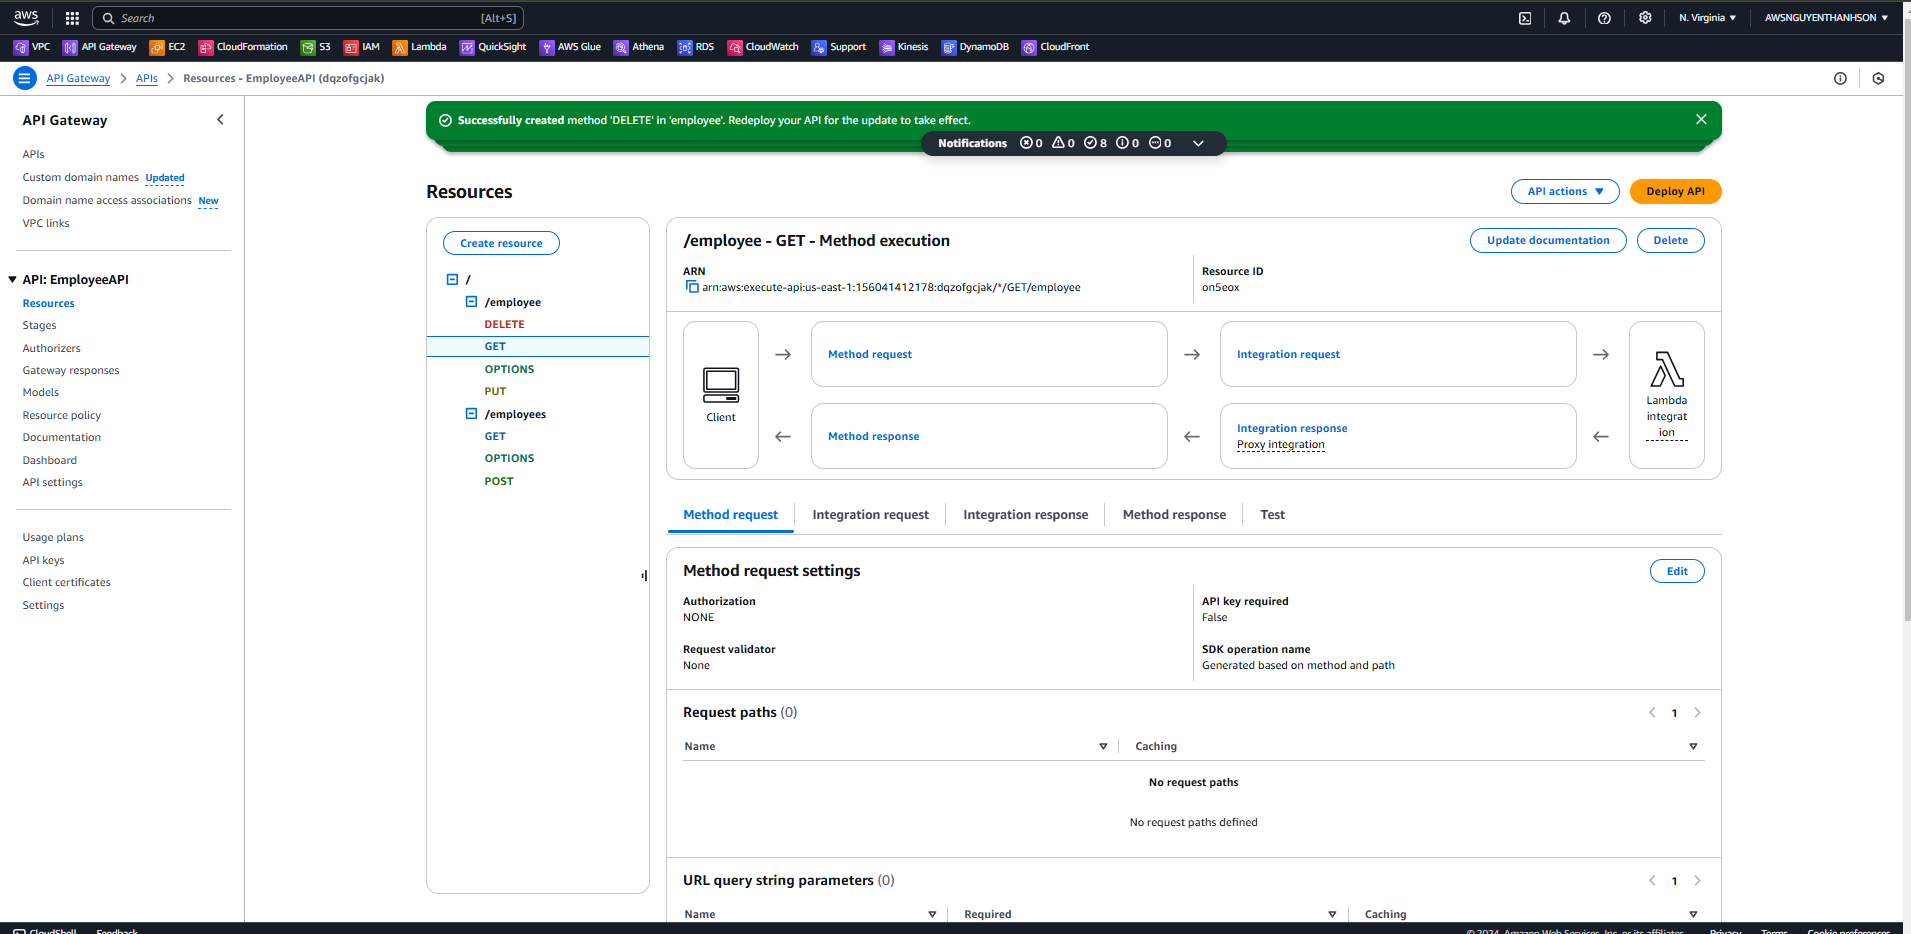 aws
Search [Alt+S]
N. Virginia
AWSNGUYENTHANHSON
VPC API Gateway EC2 CloudFormation S3 IAM Lambda QuickSight AWS Glue Athena RDS CloudWatch Support Kinesis DynamoDB CloudFront
API Gateway > APIs > Resources - EmployeeAPI (dqzofgcjak)
API Gateway
APIs
Custom domain names Updated
Domain name access associations New
VPC links
API: EmployeeAPI
Resources
Stages
Authorizers
Gateway responses
Models
Resource policy
Documentation
Dashboard
API settings
Usage plans
API keys
Client certificates
Settings
Successfully created method 'DELETE' in 'employee'. Redeploy your API for the update to take effect.
Notifications 0 0 8 0 0
Resources
API actions
Deploy API
Create resource
/
/employee
DELETE
GET
OPTIONS
PUT
/employees
GET
OPTIONS
POST
/employee - GET - Method execution
Update documentation
Delete
ARN
arn:aws:execute-api:us-east-1:156041412178:dqzofgcjak/*/GET/employee
Resource ID
on5eox
Client
Method request
Integration request
Method response
Integration response
Proxy integration
Lambda
integrat
ion
Method request Integration request Integration response Method response Test
Method request settings
Edit
Authorization
NONE
API key required
False
Request validator
None
SDK operation name
Generated based on method and path
Request paths (0)
1
Name Caching
No request paths
No request paths defined
URL query string parameters (0)
1
Name Required Caching
CloudShell Feedback
© 2024, Amazon Web Services, Inc. or its affiliates. Privacy Terms Cookie preferences